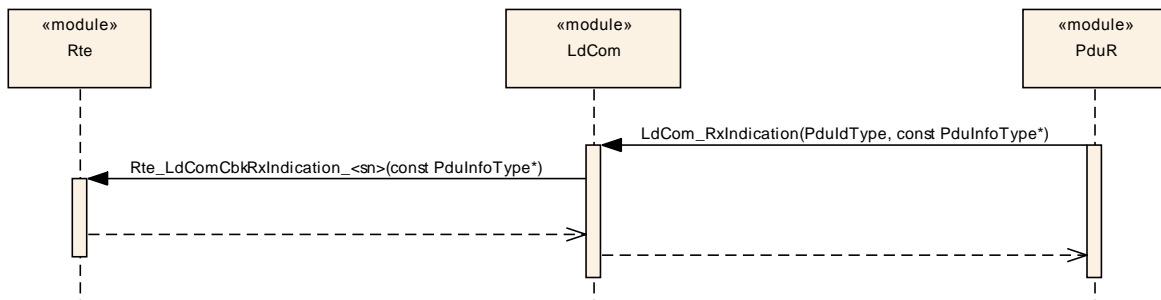 «module»
Rte
«module»
LdCom
«module»
PduR
LdCom_RxIndication(PduIdType, const PduInfoType*)
Rte_LdComCbkRxIndication_<sn>(const PduInfoType*)